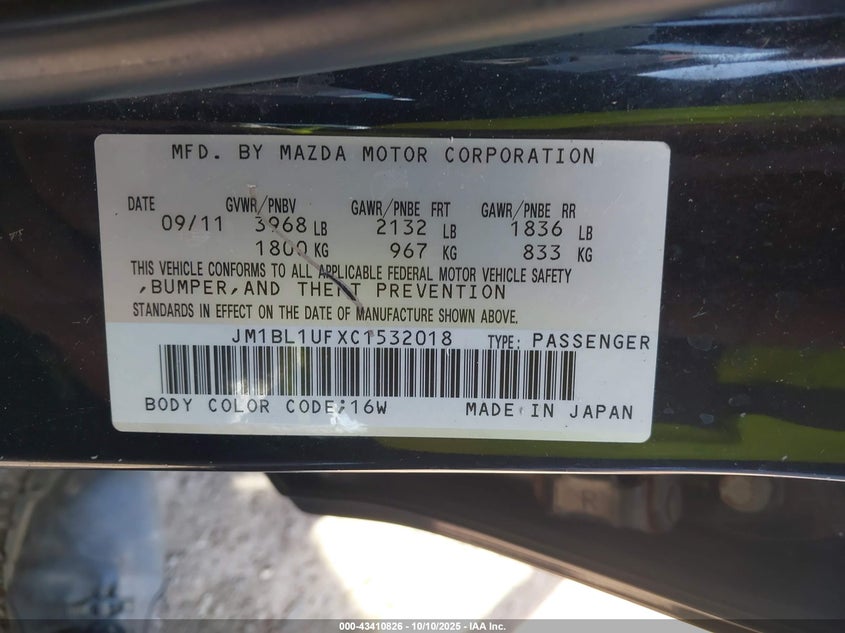 MFD. BY MAZDA MOTOR CORPORATION
DATE GVWR/PNBV GAWR/PNBE FRT GAWR/PNBE RR
09/11 3968 LB 2132 LB 1836 LB
1800 KG 967 KG 833 KG
THIS VEHICLE CONFORMS TO ALL APPLICABLE FEDERAL MOTOR VEHICLE SAFETY
,BUMPER,AND THEFT PREVENTION
STANDARDS IN EFFECT ON THE DATE OF MANUFACTURE SHOWN ABOVE.
JM1BL1UFXC1532018 TYPE: PASSENGER
BODY COLOR CODE;16W MADE IN JAPAN
R
000-43410826 - 10/10/2025 - IAA Inc.